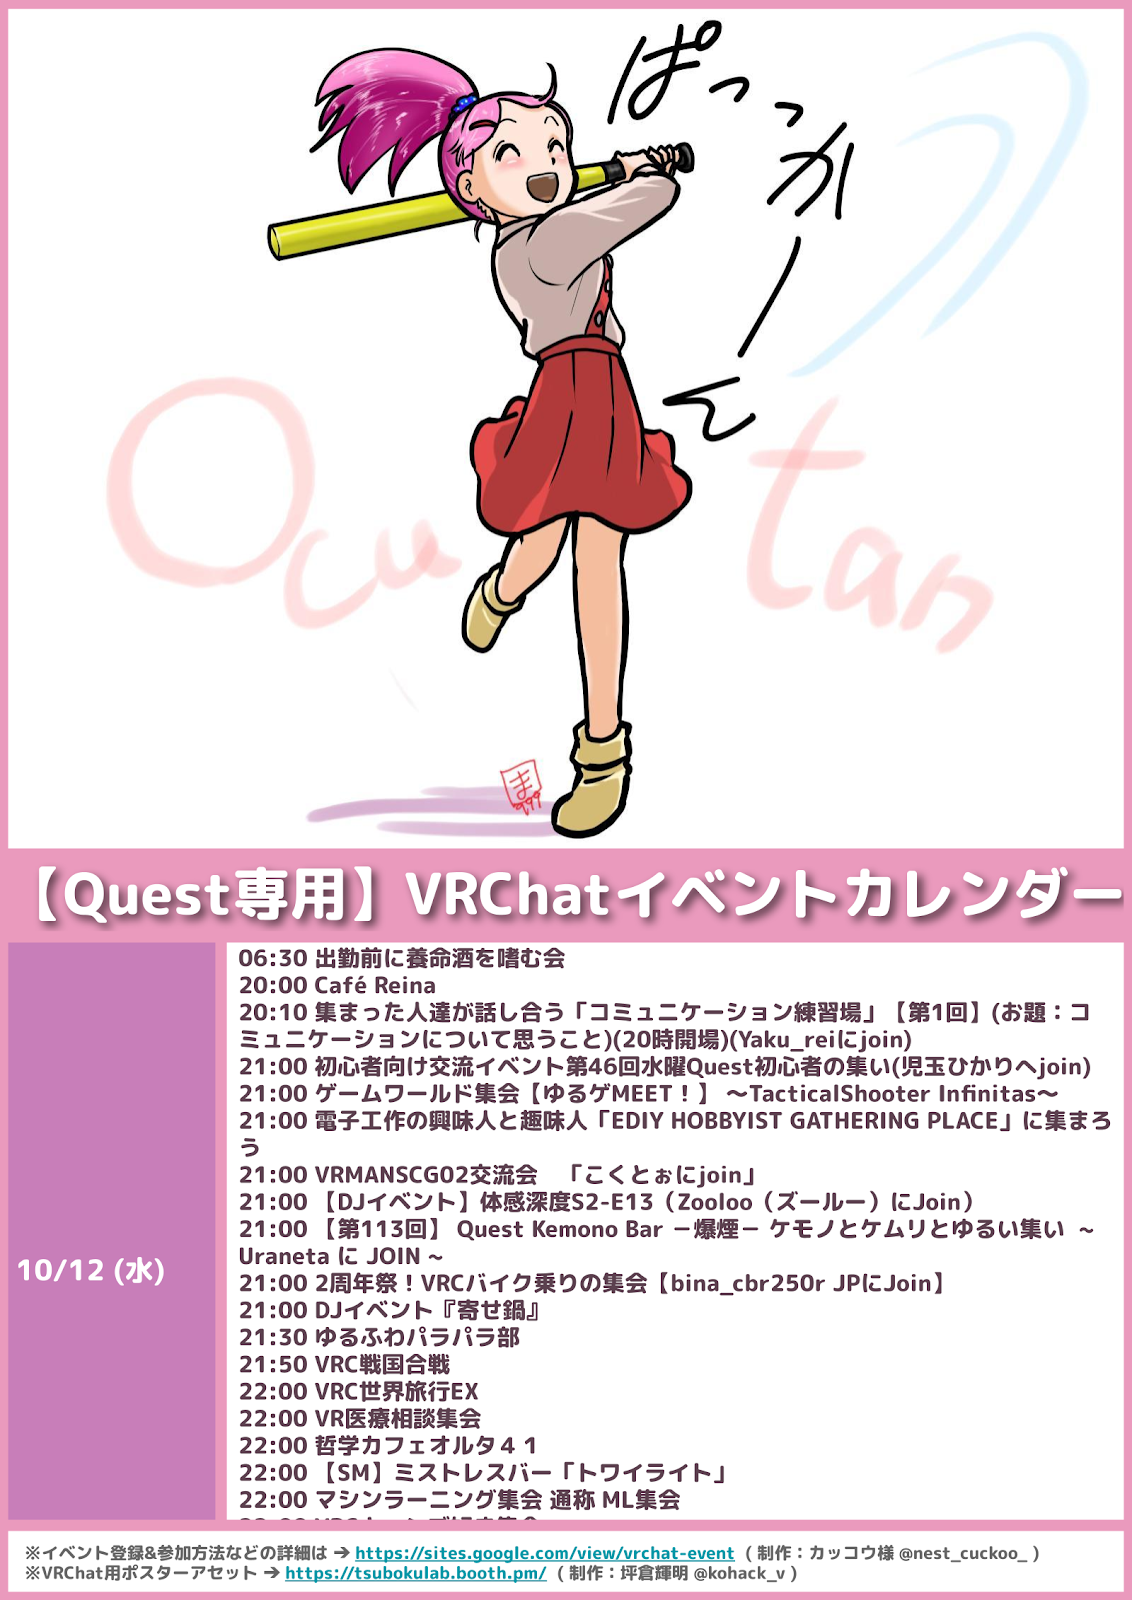 ぱっっかーん
Ocutan
ま
999
【Quest専用】VRChatイベントカレンダー
10/12 (水)
06:30 出勤前に養命酒を嗜む会
20:00 Café Reina
20:10 集まった人達が話し合う「コミュニケーション練習場」【第1回】(お題：コ
ミュニケーションについて思うこと)(20時開場)(Yaku_reiにjoin)
21:00 初心者向け交流イベント第46回水曜Quest初心者の集い(児玉ひかりへjoin)
21:00 ゲームワールド集会【ゆるゲMEET！】 〜TacticalShooter Infinitas〜
21:00 電子工作の興味人と趣味人「EDIY HOBBYIST GATHERING PLACE」に集まろ
う
21:00 VRMANSCG02交流会　「こくとぉにjoin」
21:00 【DJイベント】体感深度S2-E13（Zooloo（ズールー）にJoin）
21:00 【第113回】 Quest Kemono Bar －爆煙－ ケモノとケムリとゆるい集い ~
Uraneta に JOIN ~
21:00 2周年祭！VRCバイク乗りの集会【bina_cbr250r JPにJoin】
21:00 DJイベント『寄せ鍋』
21:30 ゆるふわパラパラ部
21:50 VRC戦国合戦
22:00 VRC世界旅行EX
22:00 VR医療相談集会
22:00 哲学カフェオルタ４１
22:00 【SM】ミストレスバー「トワイライト」
22:00 マシンラーニング集会 通称 ML集会
※イベント登録&参加方法などの詳細は ➔ https://sites.google.com/view/vrchat-event ( 制作：カッコウ様 @nest_cuckoo_ )
※VRChat用ポスターアセット ➔ https://tsubokulab.booth.pm/ ( 制作：坪倉輝明 @kohack_v )